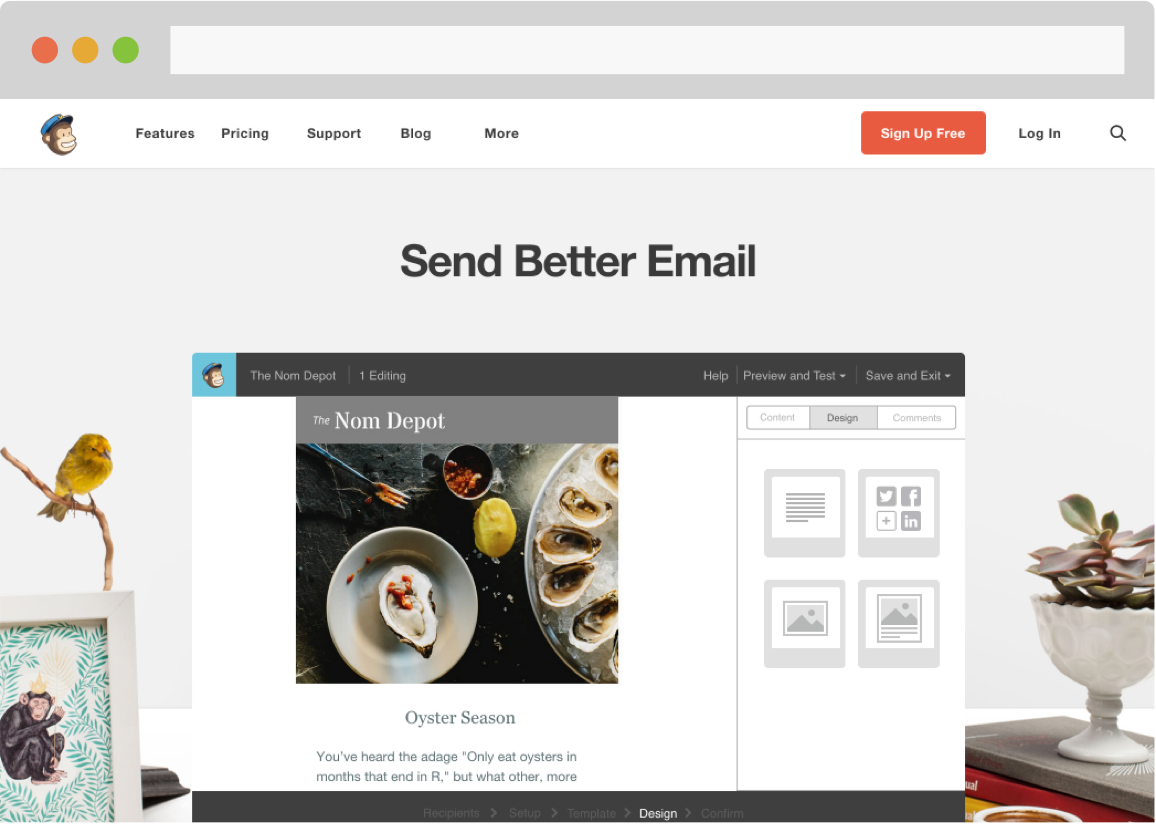 Features Pricing Support Blog More Sign Up Free Log In
Send Better Email
The Nom Depot 1 Editing Help Preview and Test Save and Exit
The Nom Depot
Content Design Comments
Oyster Season
You’ve heard the adage "Only eat oysters in
months that end in R," but what other, more
Recipients Setup Template Design Confirm